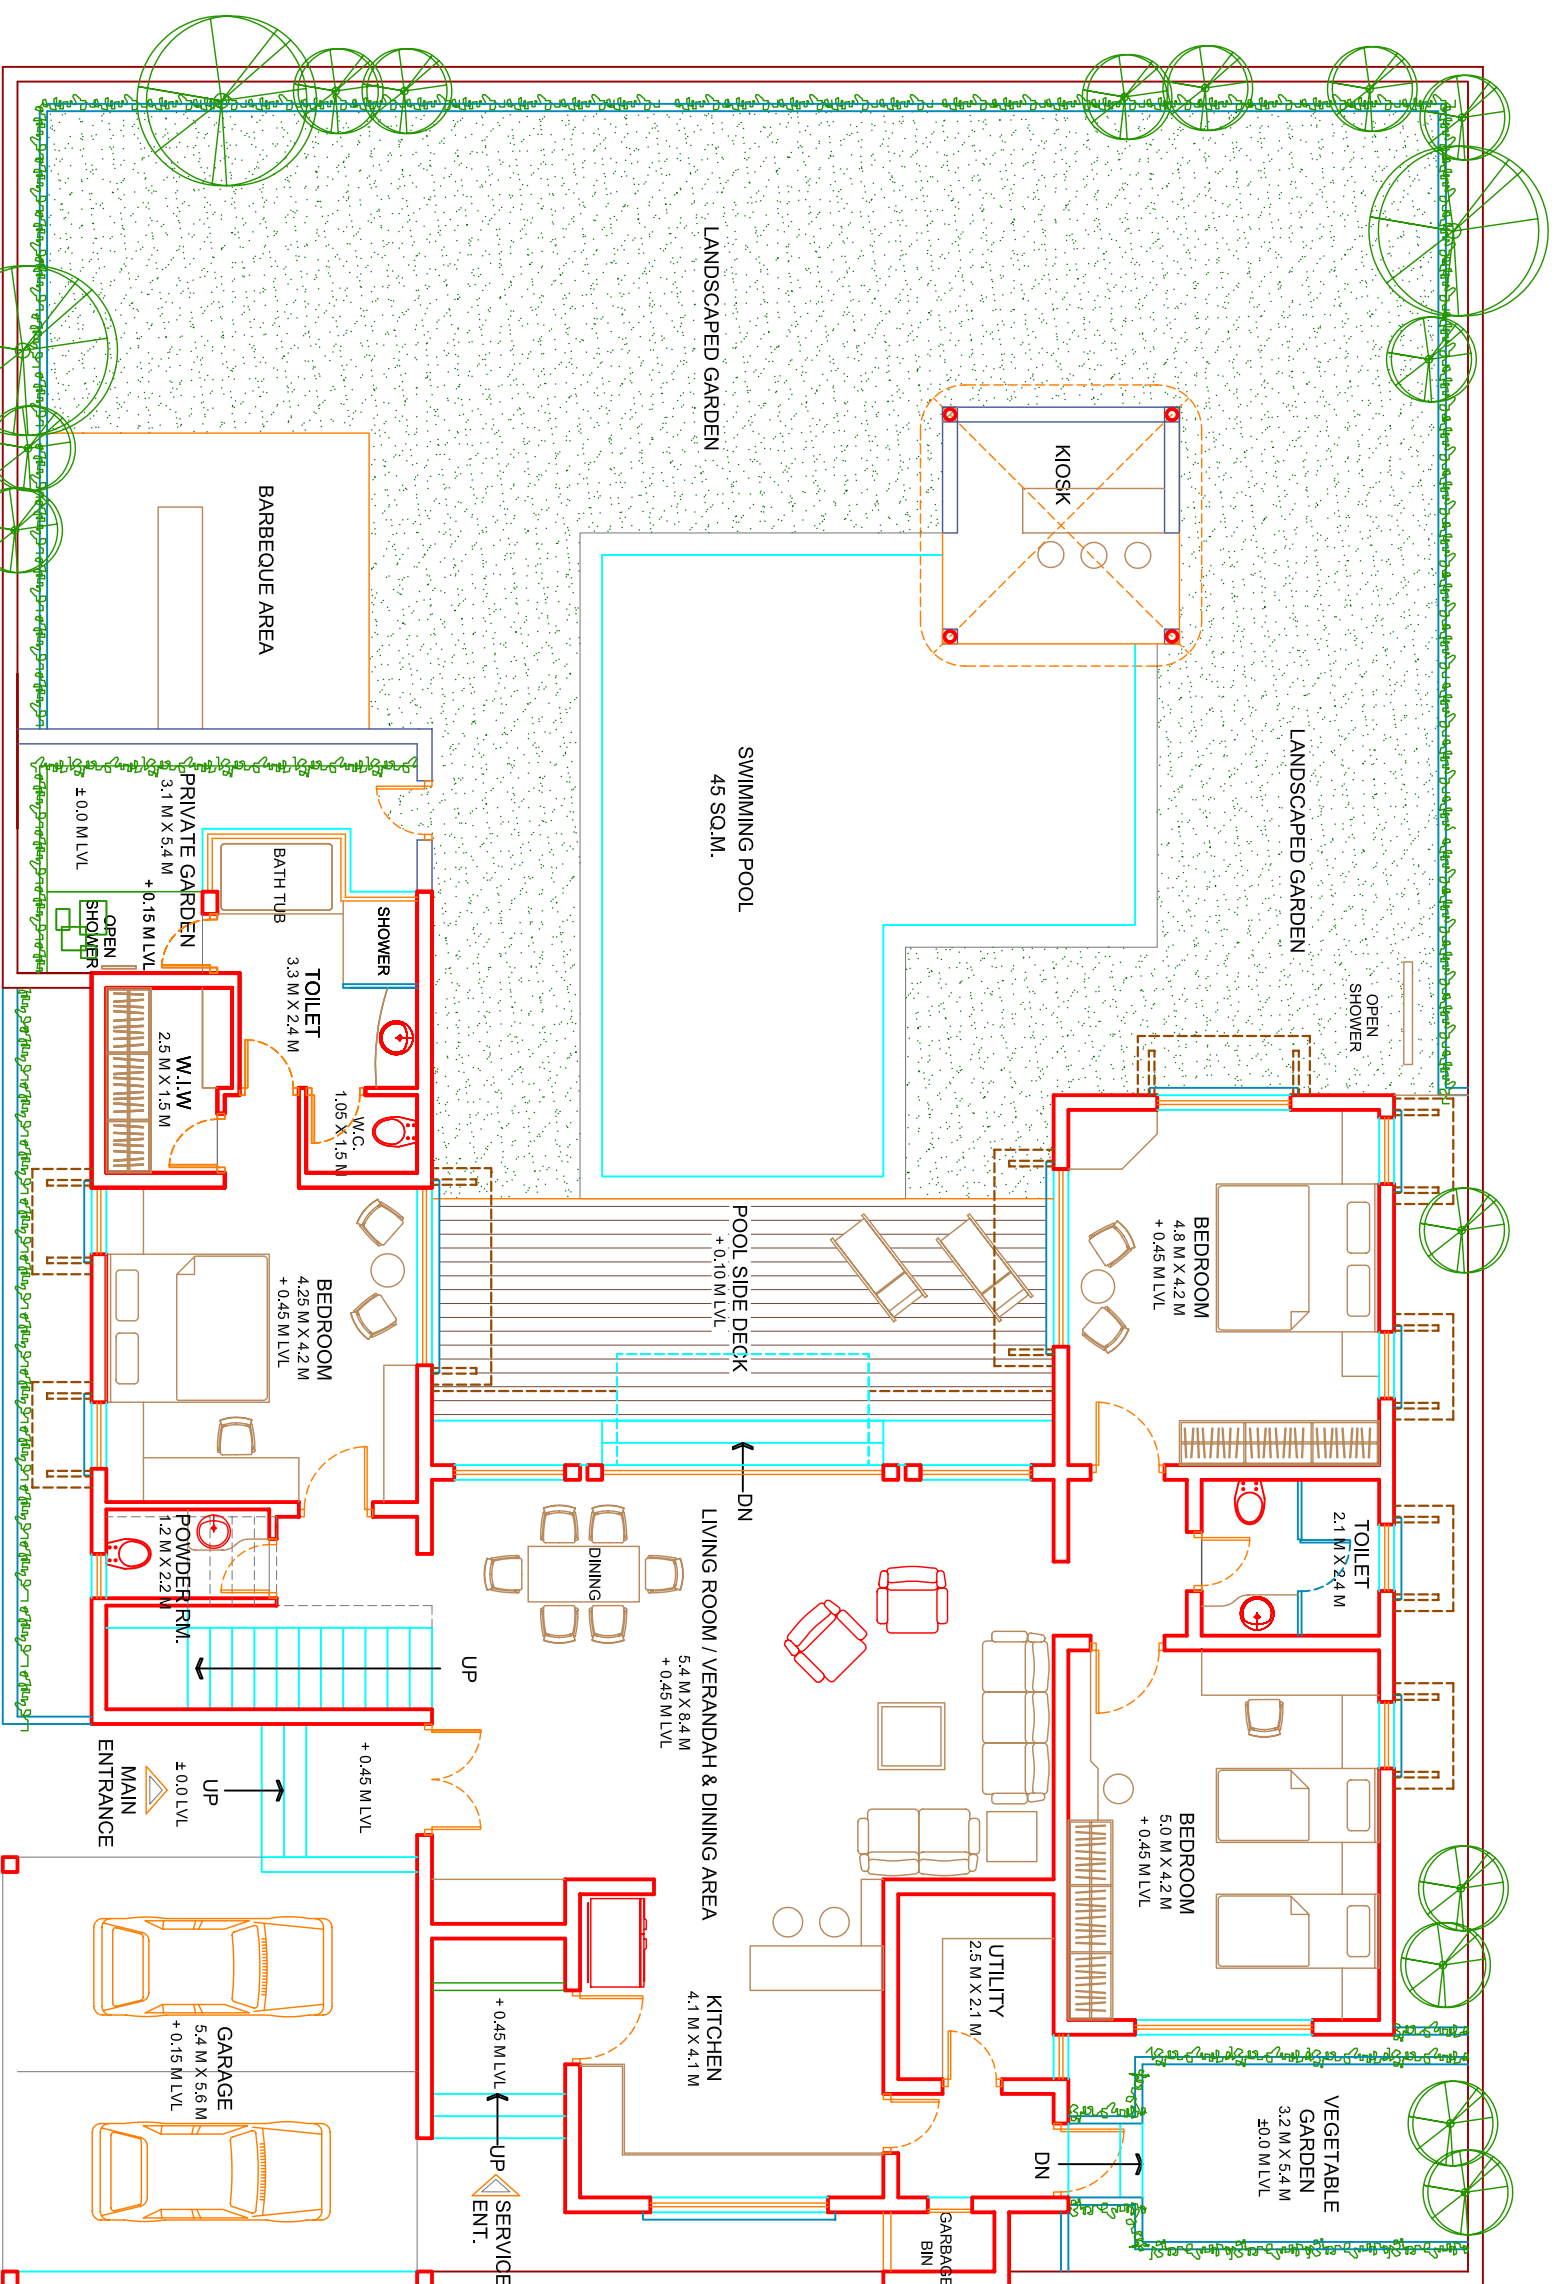 LANDSCAPED GARDEN
KIOSK
BARBEQUE AREA
LANDSCAPED GARDEN
SWIMMING POOL
45 SQ.M.
OPEN
SHOWER
PRIVATE GARDEN
3.1 M X 5.4 M
± 0.0 M LVL
+ 0.15 M LVL
OPEN
SHOWER
BATH TUB
SHOWER
TOILET
3.3 M X 2.4 M
W.I.W
2.5 M X 1.5 M
W.C.
1.05 X 1.5 M
POOL SIDE DECK
+ 0.10 M LVL
BEDROOM
4.8 M X 4.2 M
+ 0.45 M LVL
BEDROOM
4.25 M X 4.2 M
+ 0.45 M LVL
DN
TOILET
2.1 M X 2.4 M
POWDER RM.
1.2 M X 2.2 M
DINING
LIVING ROOM / VERANDAH & DINING AREA
5.4 M X 8.4 M
+ 0.45 M LVL
UP
+ 0.45 M LVL
UP
± 0.0 LVL
MAIN
ENTRANCE
BEDROOM
5.0 M X 4.2 M
+ 0.45 M LVL
UTILITY
2.5 M X 2.1 M
KITCHEN
4.1 M X 4.1 M
+ 0.45 M LVL
UP
SERVICE
ENT.
GARAGE
5.4 M X 5.6 M
+ 0.15 M LVL
DN
VEGETABLE
GARDEN
3.2 M X 5.4 M
±0.0 M LVL
GARBAGE
BIN